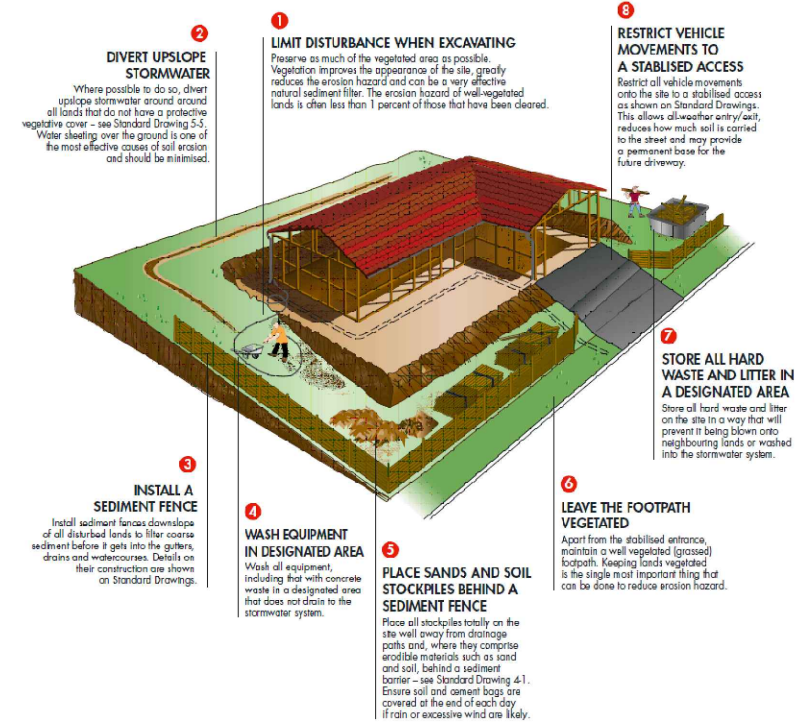 1
LIMIT DISTURBANCE WHEN EXCAVATING
Preserve as much of the vegetated area as possible.
Vegetation improves the appearance of the site, greatly
reduces the erosion hazard and can be a very effective
natural sediment filter. The erosian hazard of well-vegetated
lands is often less than 1 percent of those that have been cleared.
2
DIVERT UPSLOPE
STORMWATER
Where possible to do so, divert
upslope stormwater around around
all lands that do not have a protective
vegetative cover – see Standard Drawing 5-5.
Water sheeting over the ground is one of
the most effective causes of soil erosion
and should be minimised.
3
INSTALL A
SEDIMENT FENCE
Install sediment fences downslope
of all disturbed lands to filter coarse
sediment before it gets into the gutters,
drains and watercourses. Details on
their construction are shown
on Standard Drawings.
4
WASH EQUIPMENT
IN DESIGNATED AREA
Wash all equipment,
including that with concrete
waste in a designated area
that does not drain to the
stormwater system.
5
PLACE SANDS AND SOIL
STOCKPILES BEHIND A
SEDIMENT FENCE
Place all stockpiles totally on the
site well away from drainage
paths and, where they comprise
erodible materials such as sand
and soil, behind a sediment
barrier – see Standard Drawing 4-1.
Ensure soil and cement bags are
covered at the end of each day
if rain or excessive wind are likely.
6
LEAVE THE FOOTPATH
VEGETATED
Apart from the stabilised entrance,
maintain a well vegetated (grassed)
footpath. Keeping lands vegetated
is the single most important thing that
can be done to reduce erosion hazard.
7
STORE ALL HARD
WASTE AND LITTER IN
A DESIGNATED AREA
Store all hard waste and litter
on the site in a way that will
prevent it being blown onto
neighbouring lands or washed
into the stormwater system.
8
RESTRICT VEHICLE
MOVEMENTS TO
A STABLISED ACCESS
Restrict all vehicle movements
onto the site to a stabilised access
as shown on Standard Drawings.
This allows all-weather entry/exit,
reduces how much soil is carried
to the street and may provide
a permanent base for the
future driveway.